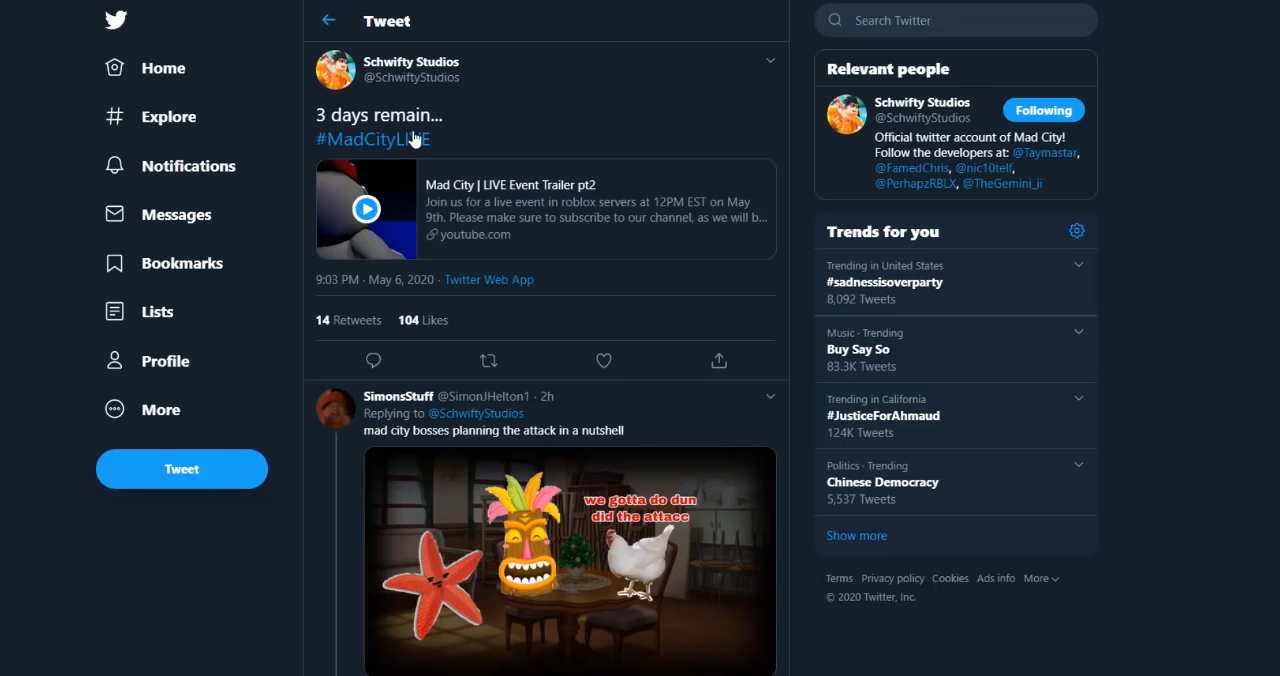 Home
Explore
Notifications
Messages
Bookmarks
Lists
Profile
More
Tweet
Tweet
Schwifty Studios
@SchwiftyStudios
3 days remain...
#MadCityLIVE
Mad City | LIVE Event Trailer pt2
Join us for a live event in roblox servers at 12PM EST on May
9th. Please make sure to subscribe to our channel, as we will b...
youtube.com
9:03 PM · May 6, 2020 · Twitter Web App
14 Retweets 104 Likes
SimonsStuff @SimonJHelton1 · 2h
Replying to @SchwiftyStudios
mad city bosses planning the attack in a nutshell
we gotta do dun
did the attacc
Search Twitter
Relevant people
Schwifty Studios
@SchwiftyStudios
Following
Official twitter account of Mad City!
Follow the developers at: @Taymastar,
@FamedChris, @nic10telf,
@PerhapzRBLX, @TheGemini_ii
Trends for you
Trending in United States
#sadnessisoverparty
8,092 Tweets
Music · Trending
Buy Say So
83.3K Tweets
Trending in California
#JusticeForAhmaud
124K Tweets
Politics · Trending
Chinese Democracy
5,537 Tweets
Show more
Terms Privacy policy Cookies Ads info More
© 2020 Twitter, Inc.